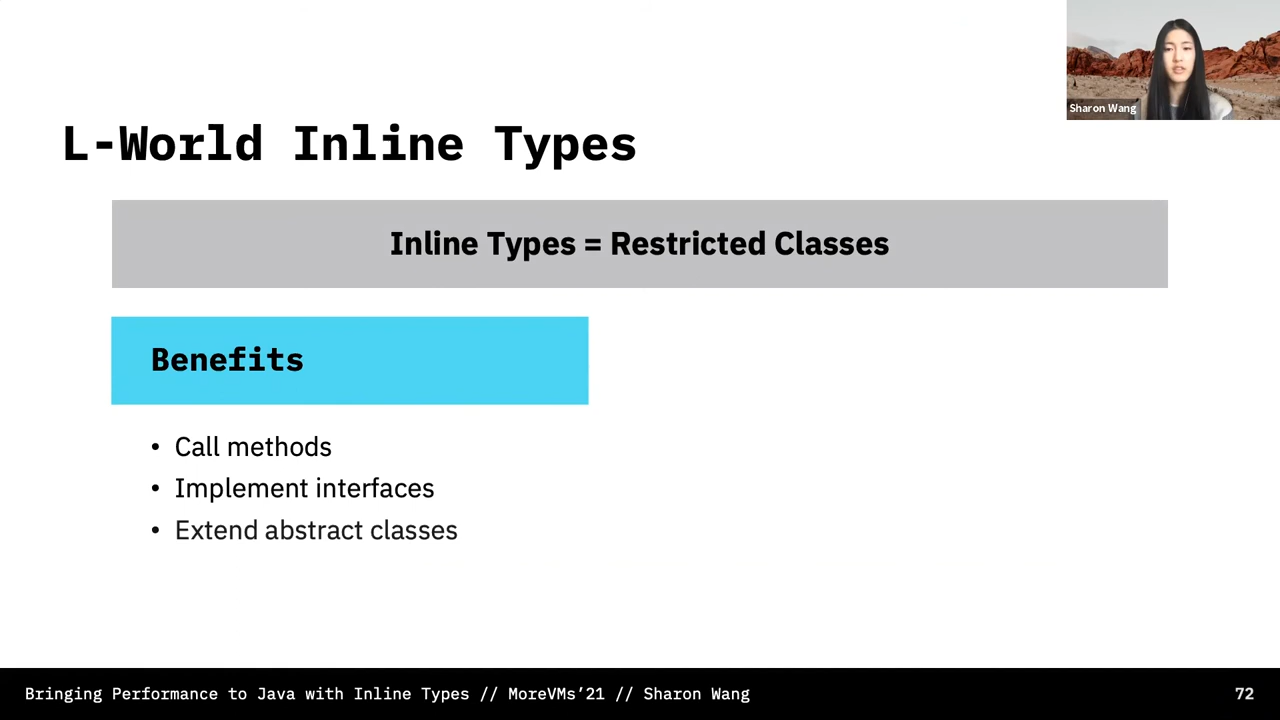 Sharon Wang
L-World Inline Types
Inline Types = Restricted Classes
Benefits
• Call methods
• Implement interfaces
• Extend abstract classes
Bringing Performance to Java with Inline Types // MoreVMs’21 // Sharon Wang
72